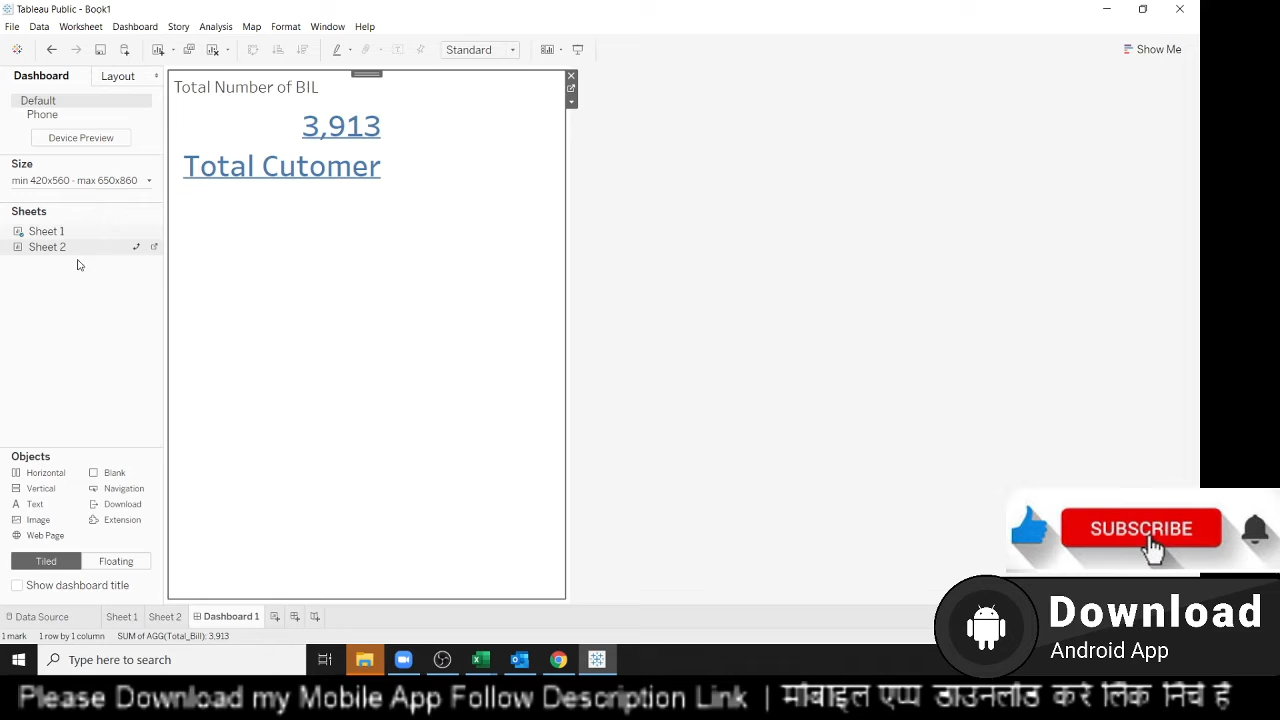 Tableau Public - Book1
File Data Worksheet Dashboard Story Analysis Map Format Window Help
Standard
Show Me
Dashboard Layout
Default
Phone
Device Preview
Size
min 420x560 - max 650x860
Sheets
Sheet 1
Sheet 2
Total Number of BIL
3,913
Total Cutomer
Objects
Horizontal Blank
Vertical Navigation
A Text Download
Image Extension
Web Page
Tiled Floating
Show dashboard title
SUBSCRIBE
Download
Android App
Data Source Sheet 1 Sheet 2 Dashboard 1
1 mark 1 row by 1 column SUM of AGG(Total_Bill): 3,913
Type here to search
Please Download my Mobile App Follow Description Link | मोबाइल एप्प डाउनलोड करे लिंक निचे है